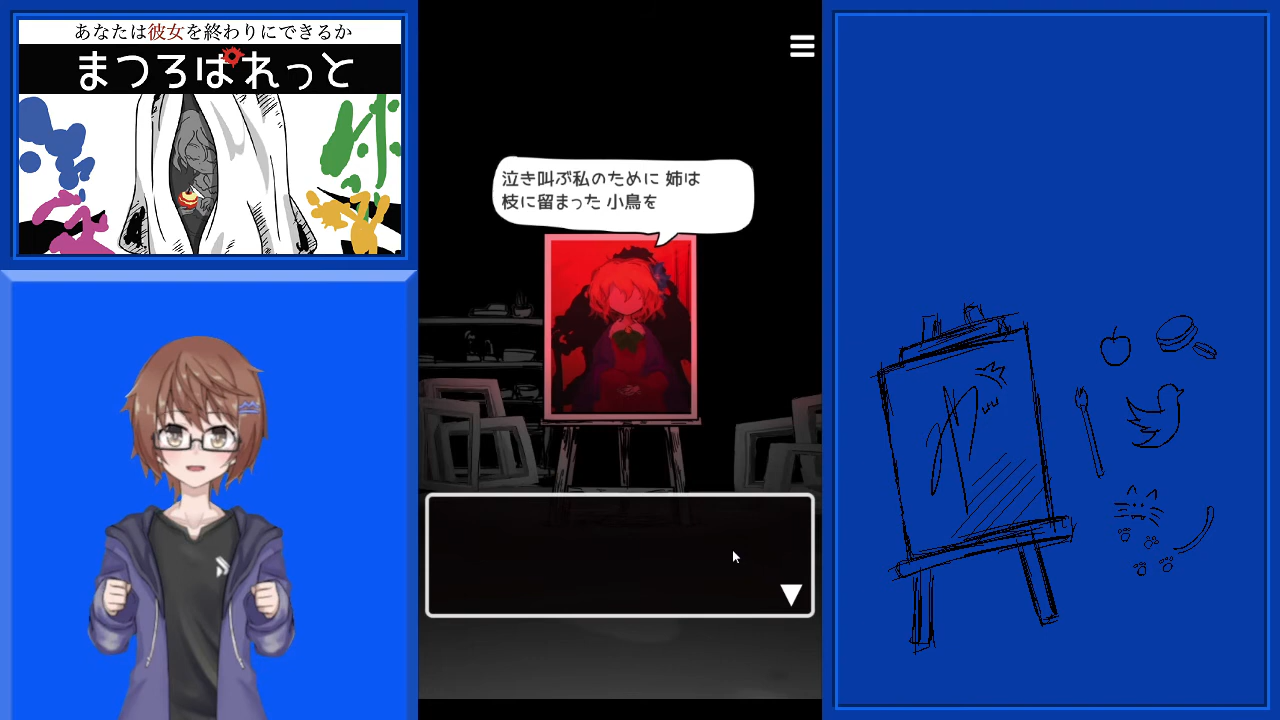 あなたは彼女を終わりにできるか
まつろぱれっと
泣き叫ぶ私のために 姉は
枝に留まった 小鳥を